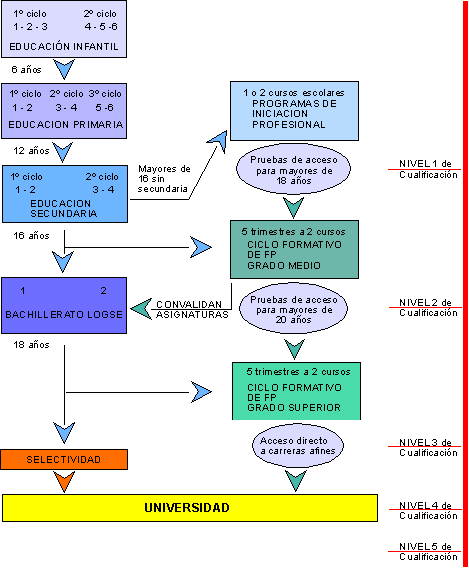 1º ciclo 2º ciclo
1 - 2 - 3 4 - 5 -6
EDUCACIÓN INFANTIL
6 años
1º ciclo 2º ciclo 3º ciclo
1 - 2 3 - 4 5 -6
EDUCACION PRIMARIA
12 años
1º ciclo 2º ciclo
1 - 2 3 - 4
EDUCACION
SECUNDARIA
Mayores de
16 sin
secundaria
1 o 2 cursos escolares
PROGRAMAS DE
INICIACION
PROFESIONAL
Pruebas de acceso
para mayores de
18 años
NIVEL 1 de
Cualificación
16 años
5 trimestres a 2 cursos
CICLO FORMATIVO
DE FP
GRADO MEDIO
1 2
BACHILLERATO LOGSE
CONVALIDAN
ASIGNATURAS
Pruebas de acceso
para mayores de
20 años
NIVEL 2 de
Cualificación
18 años
5 trimestres a 2 cursos
CICLO FORMATIVO
DE FP
GRADO SUPERIOR
Acceso directo
a carreras afines
NIVEL 3 de
Cualificación
SELECTIVIDAD
UNIVERSIDAD
NIVEL 4 de
Cualificación
NIVEL 5 de
Cualificación